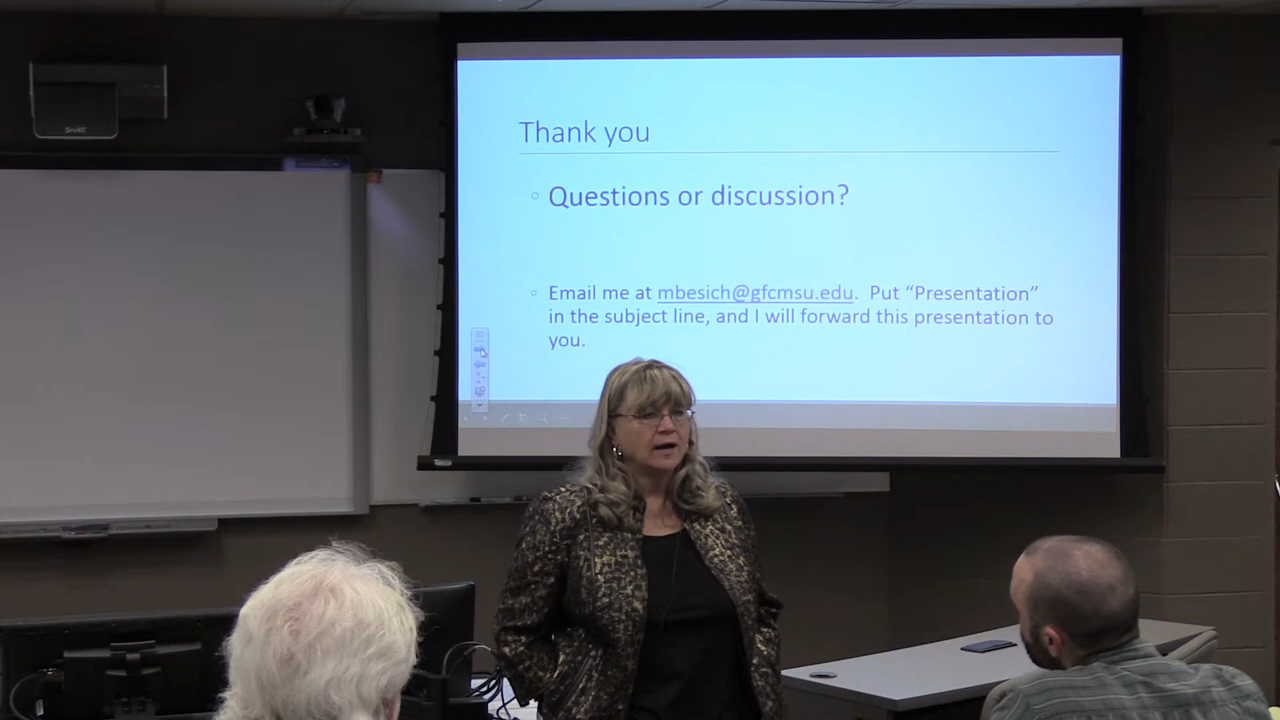 SMART
Thank you
Questions or discussion?
Email me at mbesich@gfcmsu.edu. Put “Presentation”
in the subject line, and I will forward this presentation to
you.